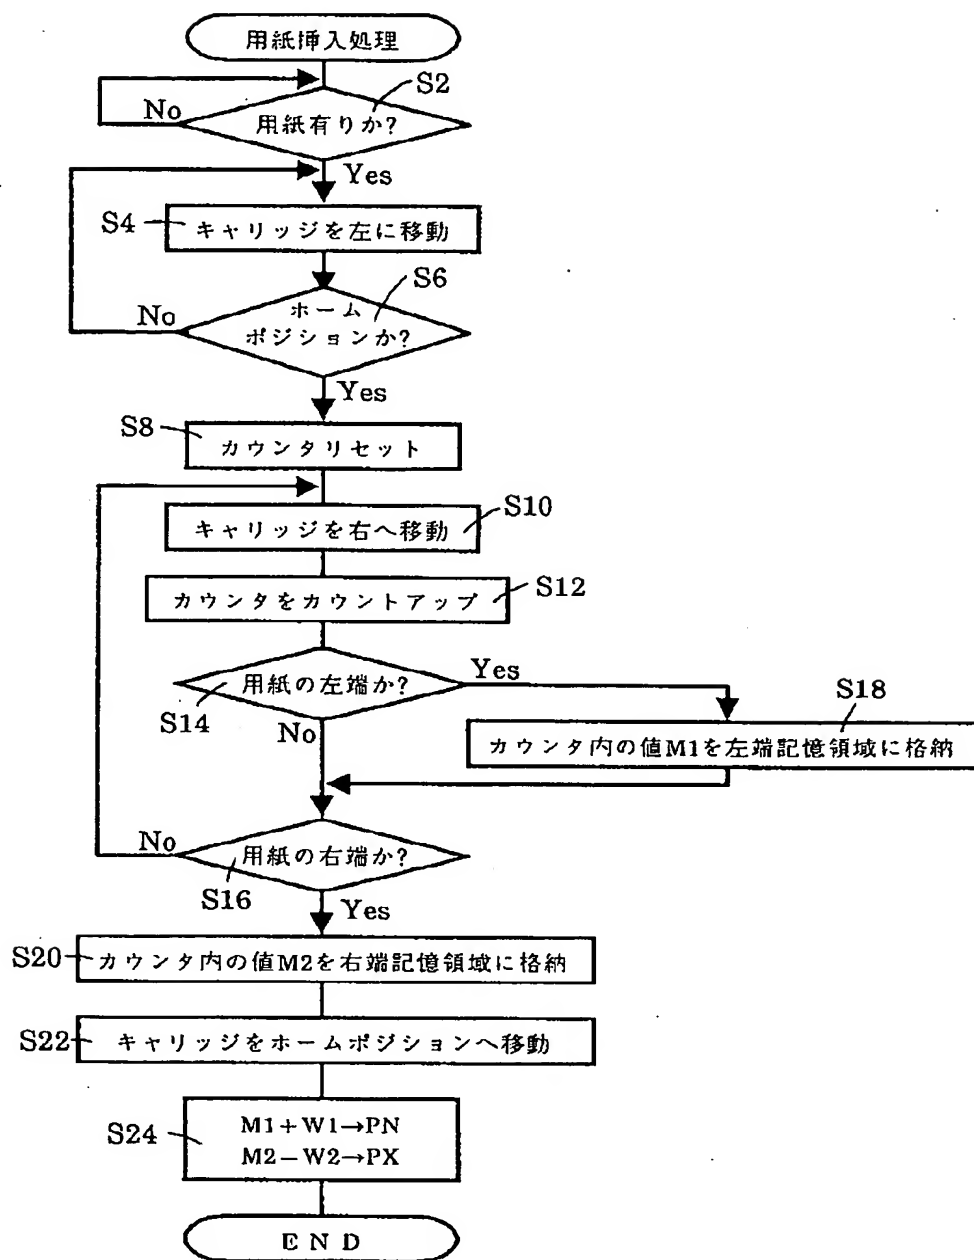 用紙挿入処理
S2
No
用紙有りか?
Yes
S4
キャリッジを左に移動
S6
No
ホーム
ポジションか?
Yes
S8
カウンタリセット
S10
キャリッジを右へ移動
S12
カウンタをカウントアップ
用紙の左端か?
Yes
S14
No
S18
カウンタ内の値M1を左端記憶領域に格納
No
用紙の右端か?
S16
Yes
S20
カウンタ内の値M2を右端記憶領域に格納
S22
キャリッジをホームポジションへ移動
S24
M1+W1→PN
M2−W2→PX
END